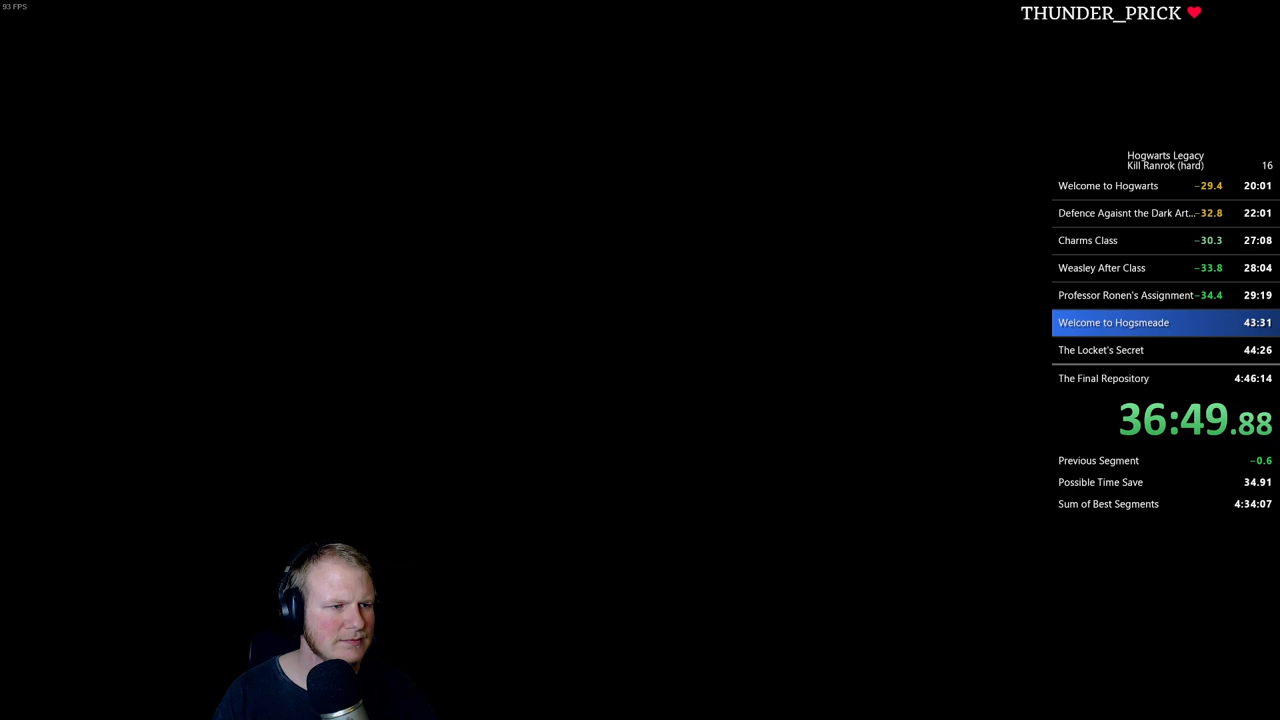 93 FPS
THUNDER_PRICK ❤
Hogwarts Legacy
Kill Ranrok (hard) 16
Welcome to Hogwarts −29.4 20:01
Defence Agaisnt the Dark Art... −32.8 22:01
Charms Class −30.3 27:08
Weasley After Class −33.8 28:04
Professor Ronen's Assignment −34.4 29:19
Welcome to Hogsmeade 43:31
The Locket's Secret 44:26
The Final Repository 4:46:14
36:49.88
Previous Segment −0.6
Possible Time Save 34.91
Sum of Best Segments 4:34:07